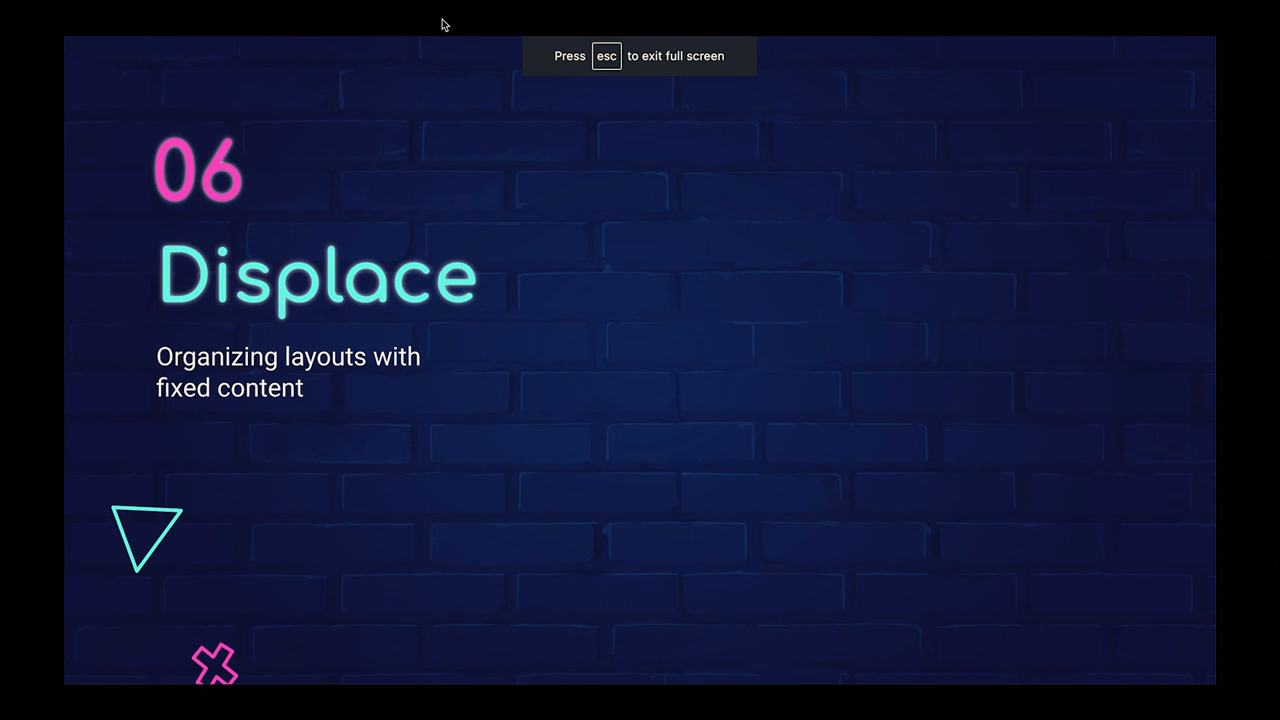 Press esc to exit full screen
06
Displace
Organizing layouts with
fixed content